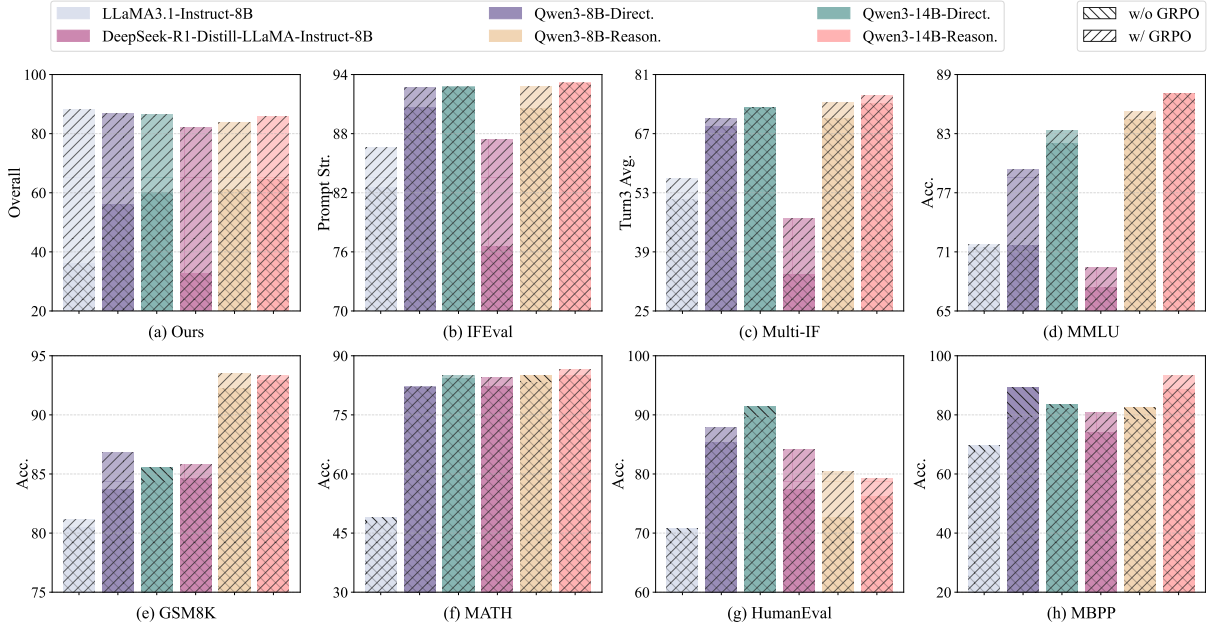 LLaMA3.1-Instruct-8B Qwen3-8B-Direct. Qwen3-14B-Direct. w/o GRPO
DeepSeek-R1-Distill-LLaMA-Instruct-8B Qwen3-8B-Reason. Qwen3-14B-Reason. w/ GRPO
Overall
100
80
60
40
20
(a) Ours
Prompt Str.
94
88
82
76
70
(b) IFEval
Turn3 Avg.
81
67
53
39
25
(c) Multi-IF
Acc.
89
83
77
71
65
(d) MMLU
Acc.
95
90
85
80
75
(e) GSM8K
Acc.
90
75
60
45
30
(f) MATH
Acc.
100
90
80
70
60
(g) HumanEval
Acc.
100
80
60
40
20
(h) MBPP